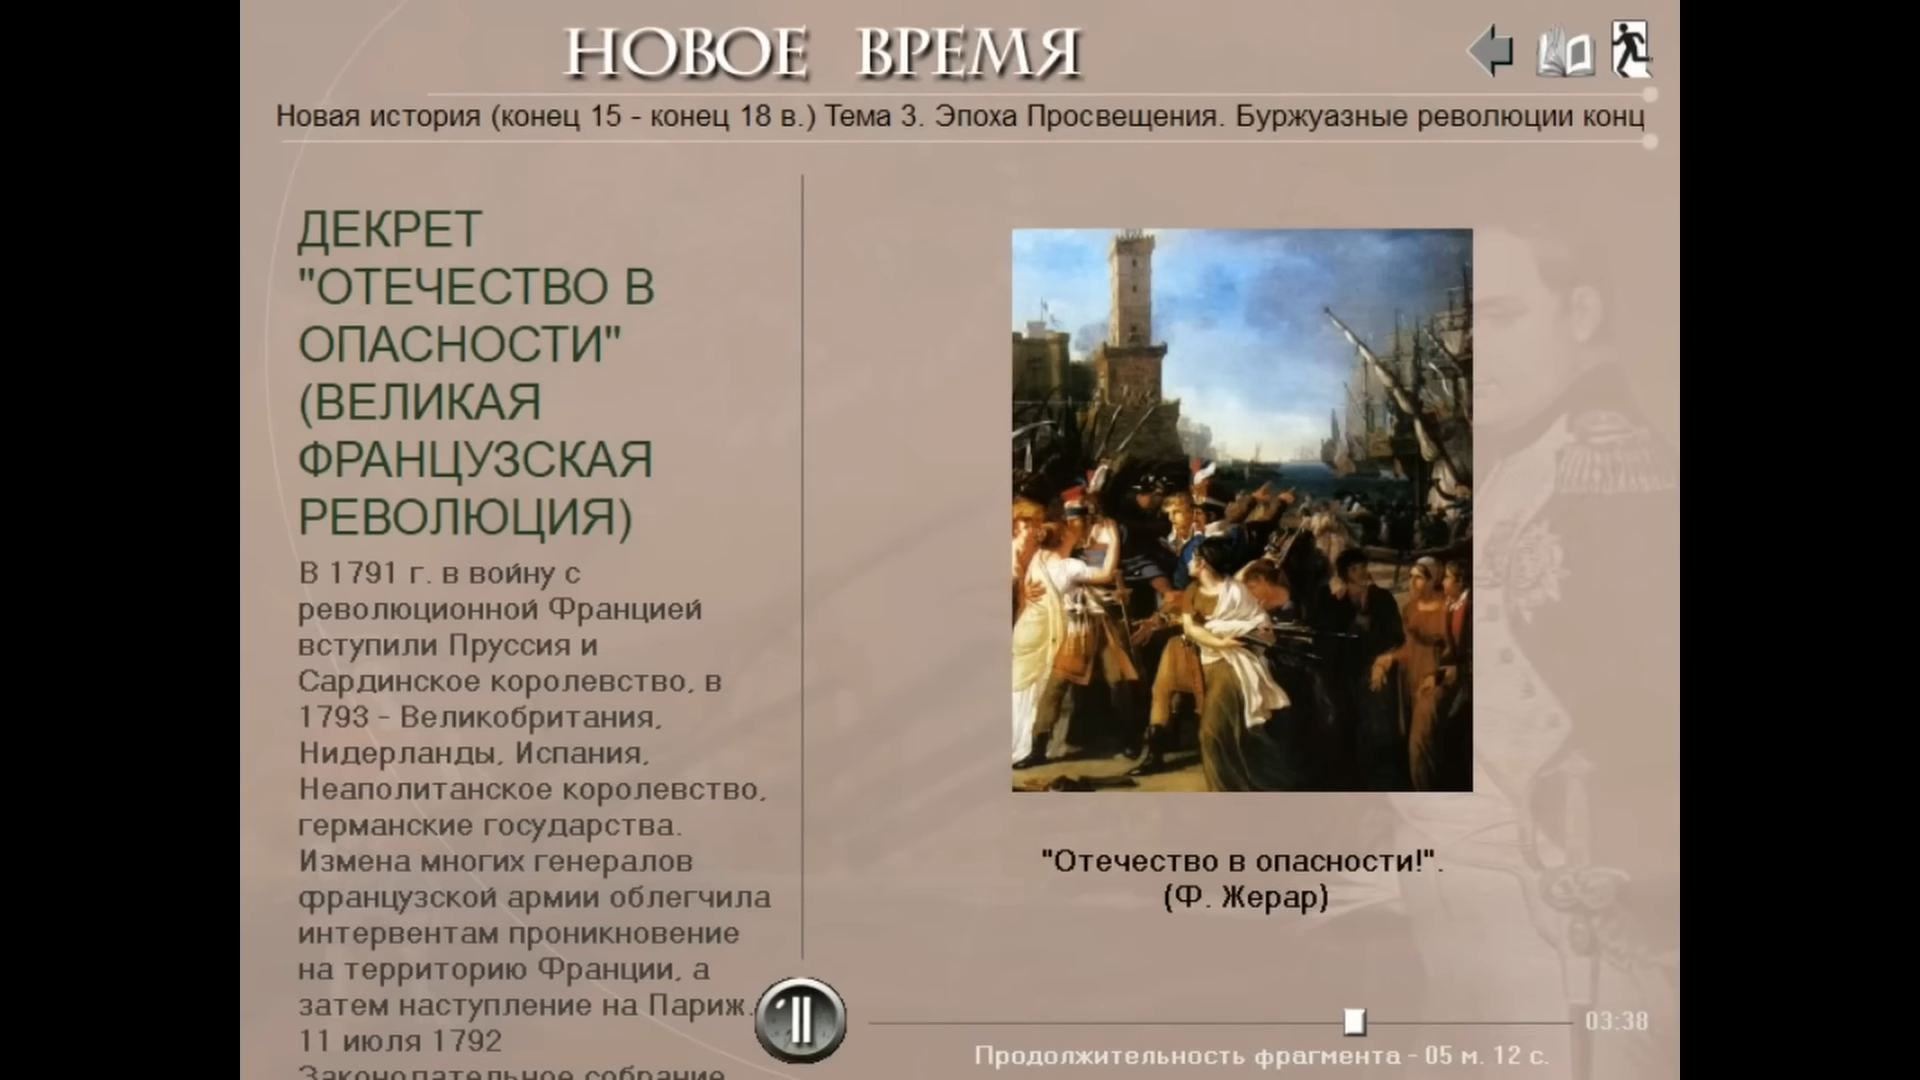 НОВОЕ ВРЕМЯ
Новая история (конец 15 - конец 18 в.) Тема 3. Эпоха Просвещения. Буржуазные революции конц
ДЕКРЕТ
"ОТЕЧЕСТВО В
ОПАСНОСТИ"
(ВЕЛИКАЯ
ФРАНЦУЗСКАЯ
РЕВОЛЮЦИЯ)
В 1791 г. в войну с
революционной Францией
вступили Пруссия и
Сардинское королевство, в
1793 - Великобритания,
Нидерланды, Испания,
Неаполитанское королевство,
германские государства.
Измена многих генералов
французской армии облегчила
интервентам проникновение
на территорию Франции, а
затем наступление на Париж.
11 июля 1792
Законодательное собрание
"Отечество в опасности!".
(Ф. Жерар)
03:38
Продолжительность фрагмента - 05 м. 12 с.